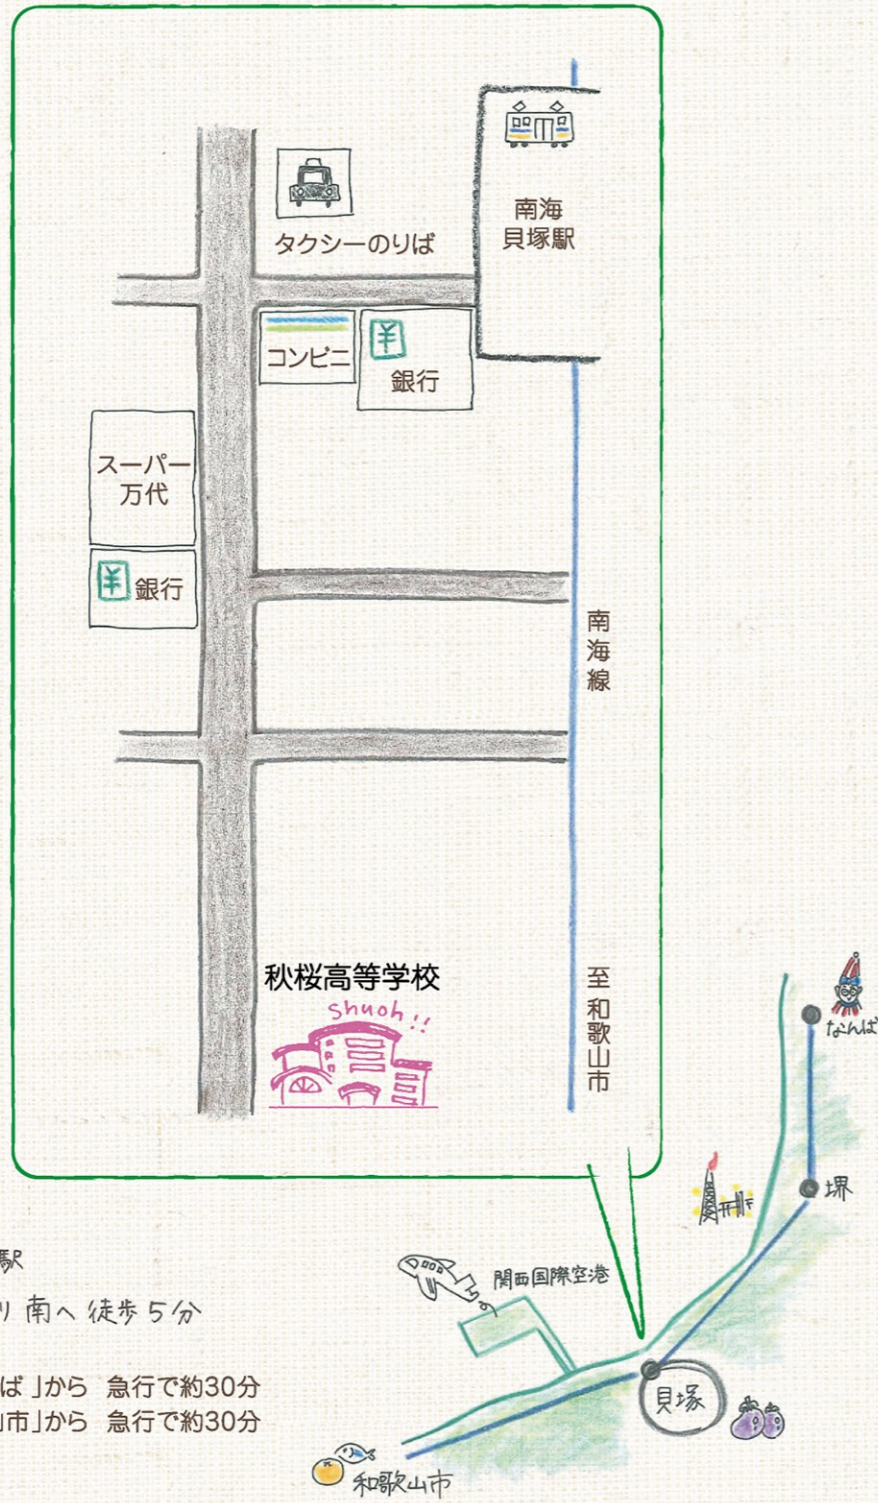 南海
貝塚駅
タクシーのりば
コンビニ
銀行
スーパー
万代
銀行
南海線
秋桜高等学校
shuoh!!
至 和歌山市
なんば
堺
駅
り 南へ 徒歩5分
関西国際空港
ば」から 急行で約30分
市」から 急行で約30分
貝塚
和歌山市